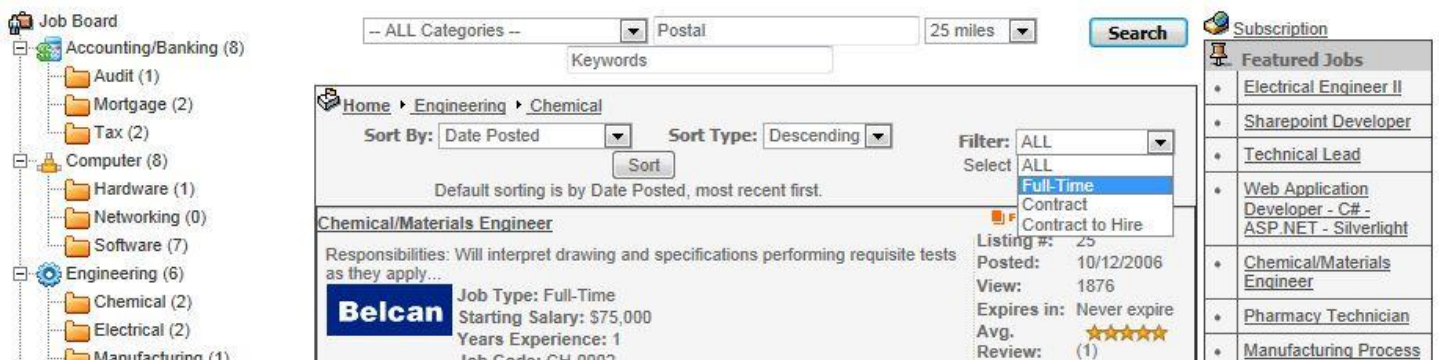 Job Board
Accounting/Banking (8)
Audit (1)
Mortgage (2)
Tax (2)
Computer (8)
Hardware (1)
Networking (0)
Software (7)
Engineering (6)
Chemical (2)
Electrical (2)
Manufacturing (1)
-- ALL Categories -- Postal 25 miles Search
Keywords
Home Engineering Chemical
Sort By: Date Posted Sort Type: Descending
Sort
Default sorting is by Date Posted, most recent first.
Filter: ALL
Select ALL
Full-Time
Contract
Contract to Hire
Chemical/Materials Engineer
Responsibilities: Will interpret drawing and specifications performing requisite tests
as they apply...
Belcan
Job Type: Full-Time
Starting Salary: $75,000
Years Experience: 1
Job Code: CH-0002
Listing #: 25
Posted: 10/12/2006
View: 1876
Expires in: Never expire
Avg.
Review: (1)
Subscription
Featured Jobs
Electrical Engineer II
Sharepoint Developer
Technical Lead
Web Application
Developer - C# -
ASP.NET - Silverlight
Chemical/Materials
Engineer
Pharmacy Technician
Manufacturing Process